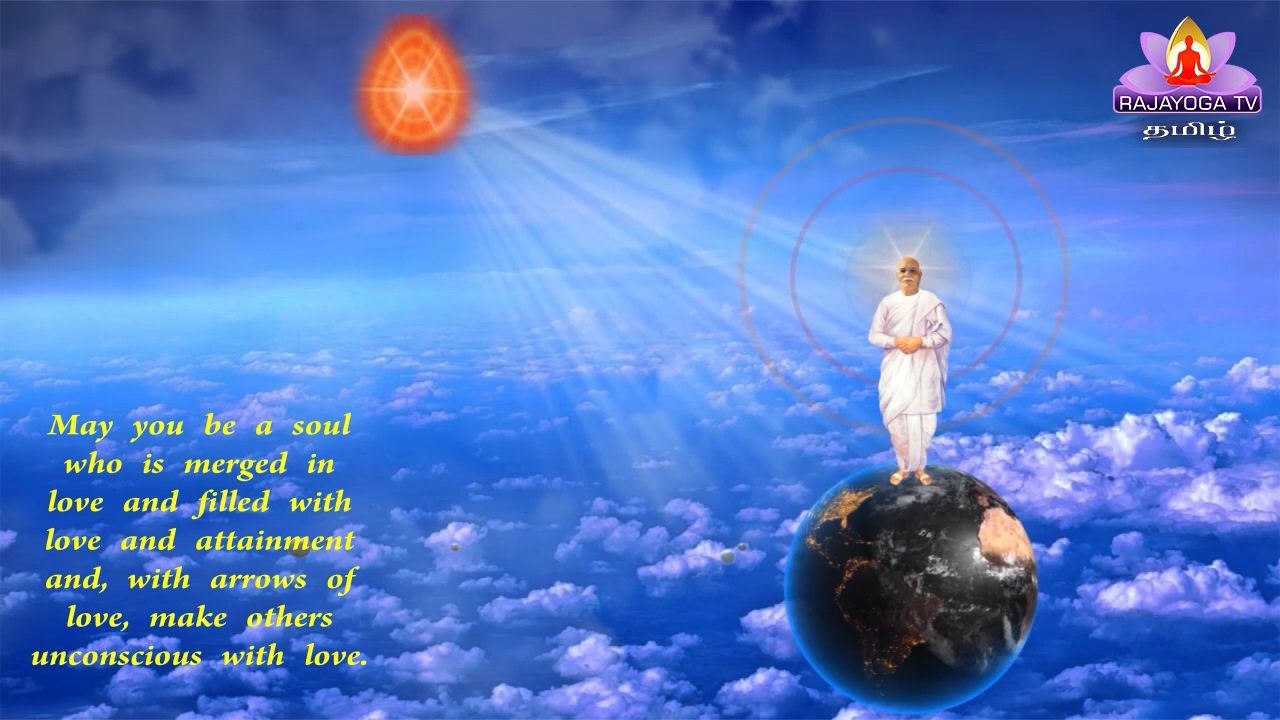 RAJAYOGA TV
தமிழ்
May you be a soul
who is merged in
love and filled with
love and attainment
and, with arrows of
love, make others
unconscious with love.